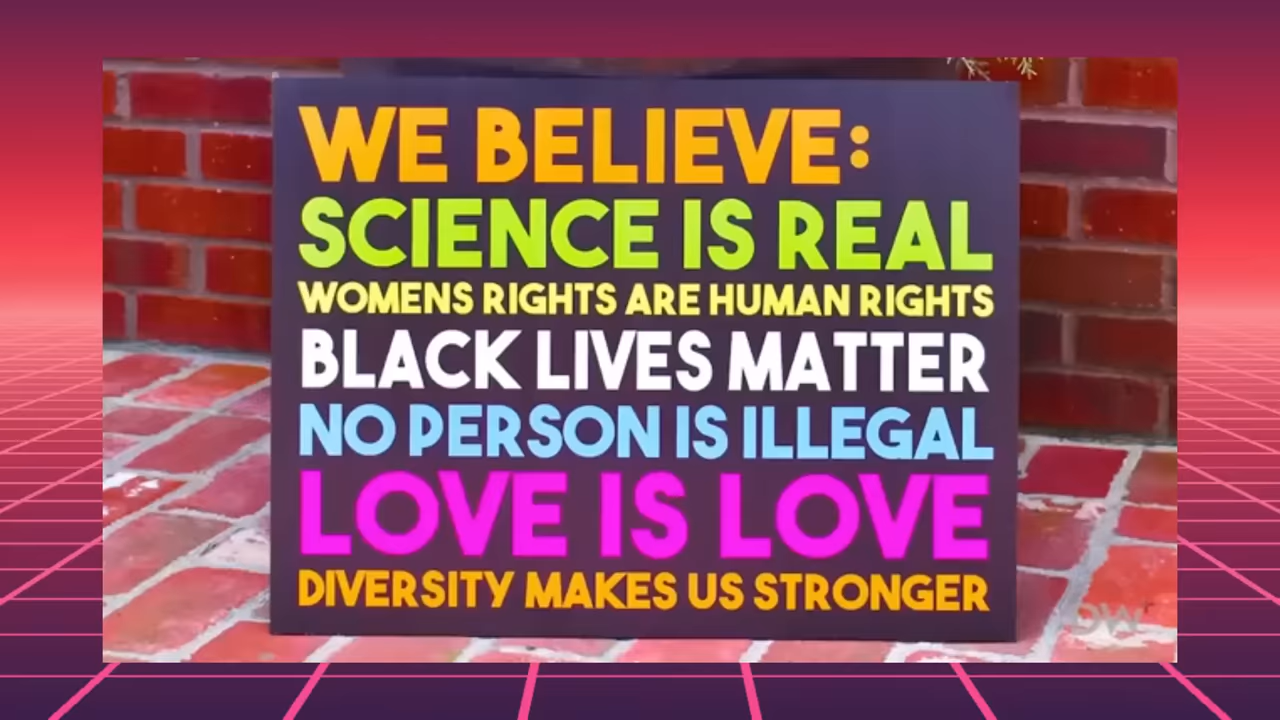 WE BELIEVE:
SCIENCE IS REAL
WOMENS RIGHTS ARE HUMAN RIGHTS
BLACK LIVES MATTER
NO PERSON IS ILLEGAL
LOVE IS LOVE
DIVERSITY MAKES US STRONGER